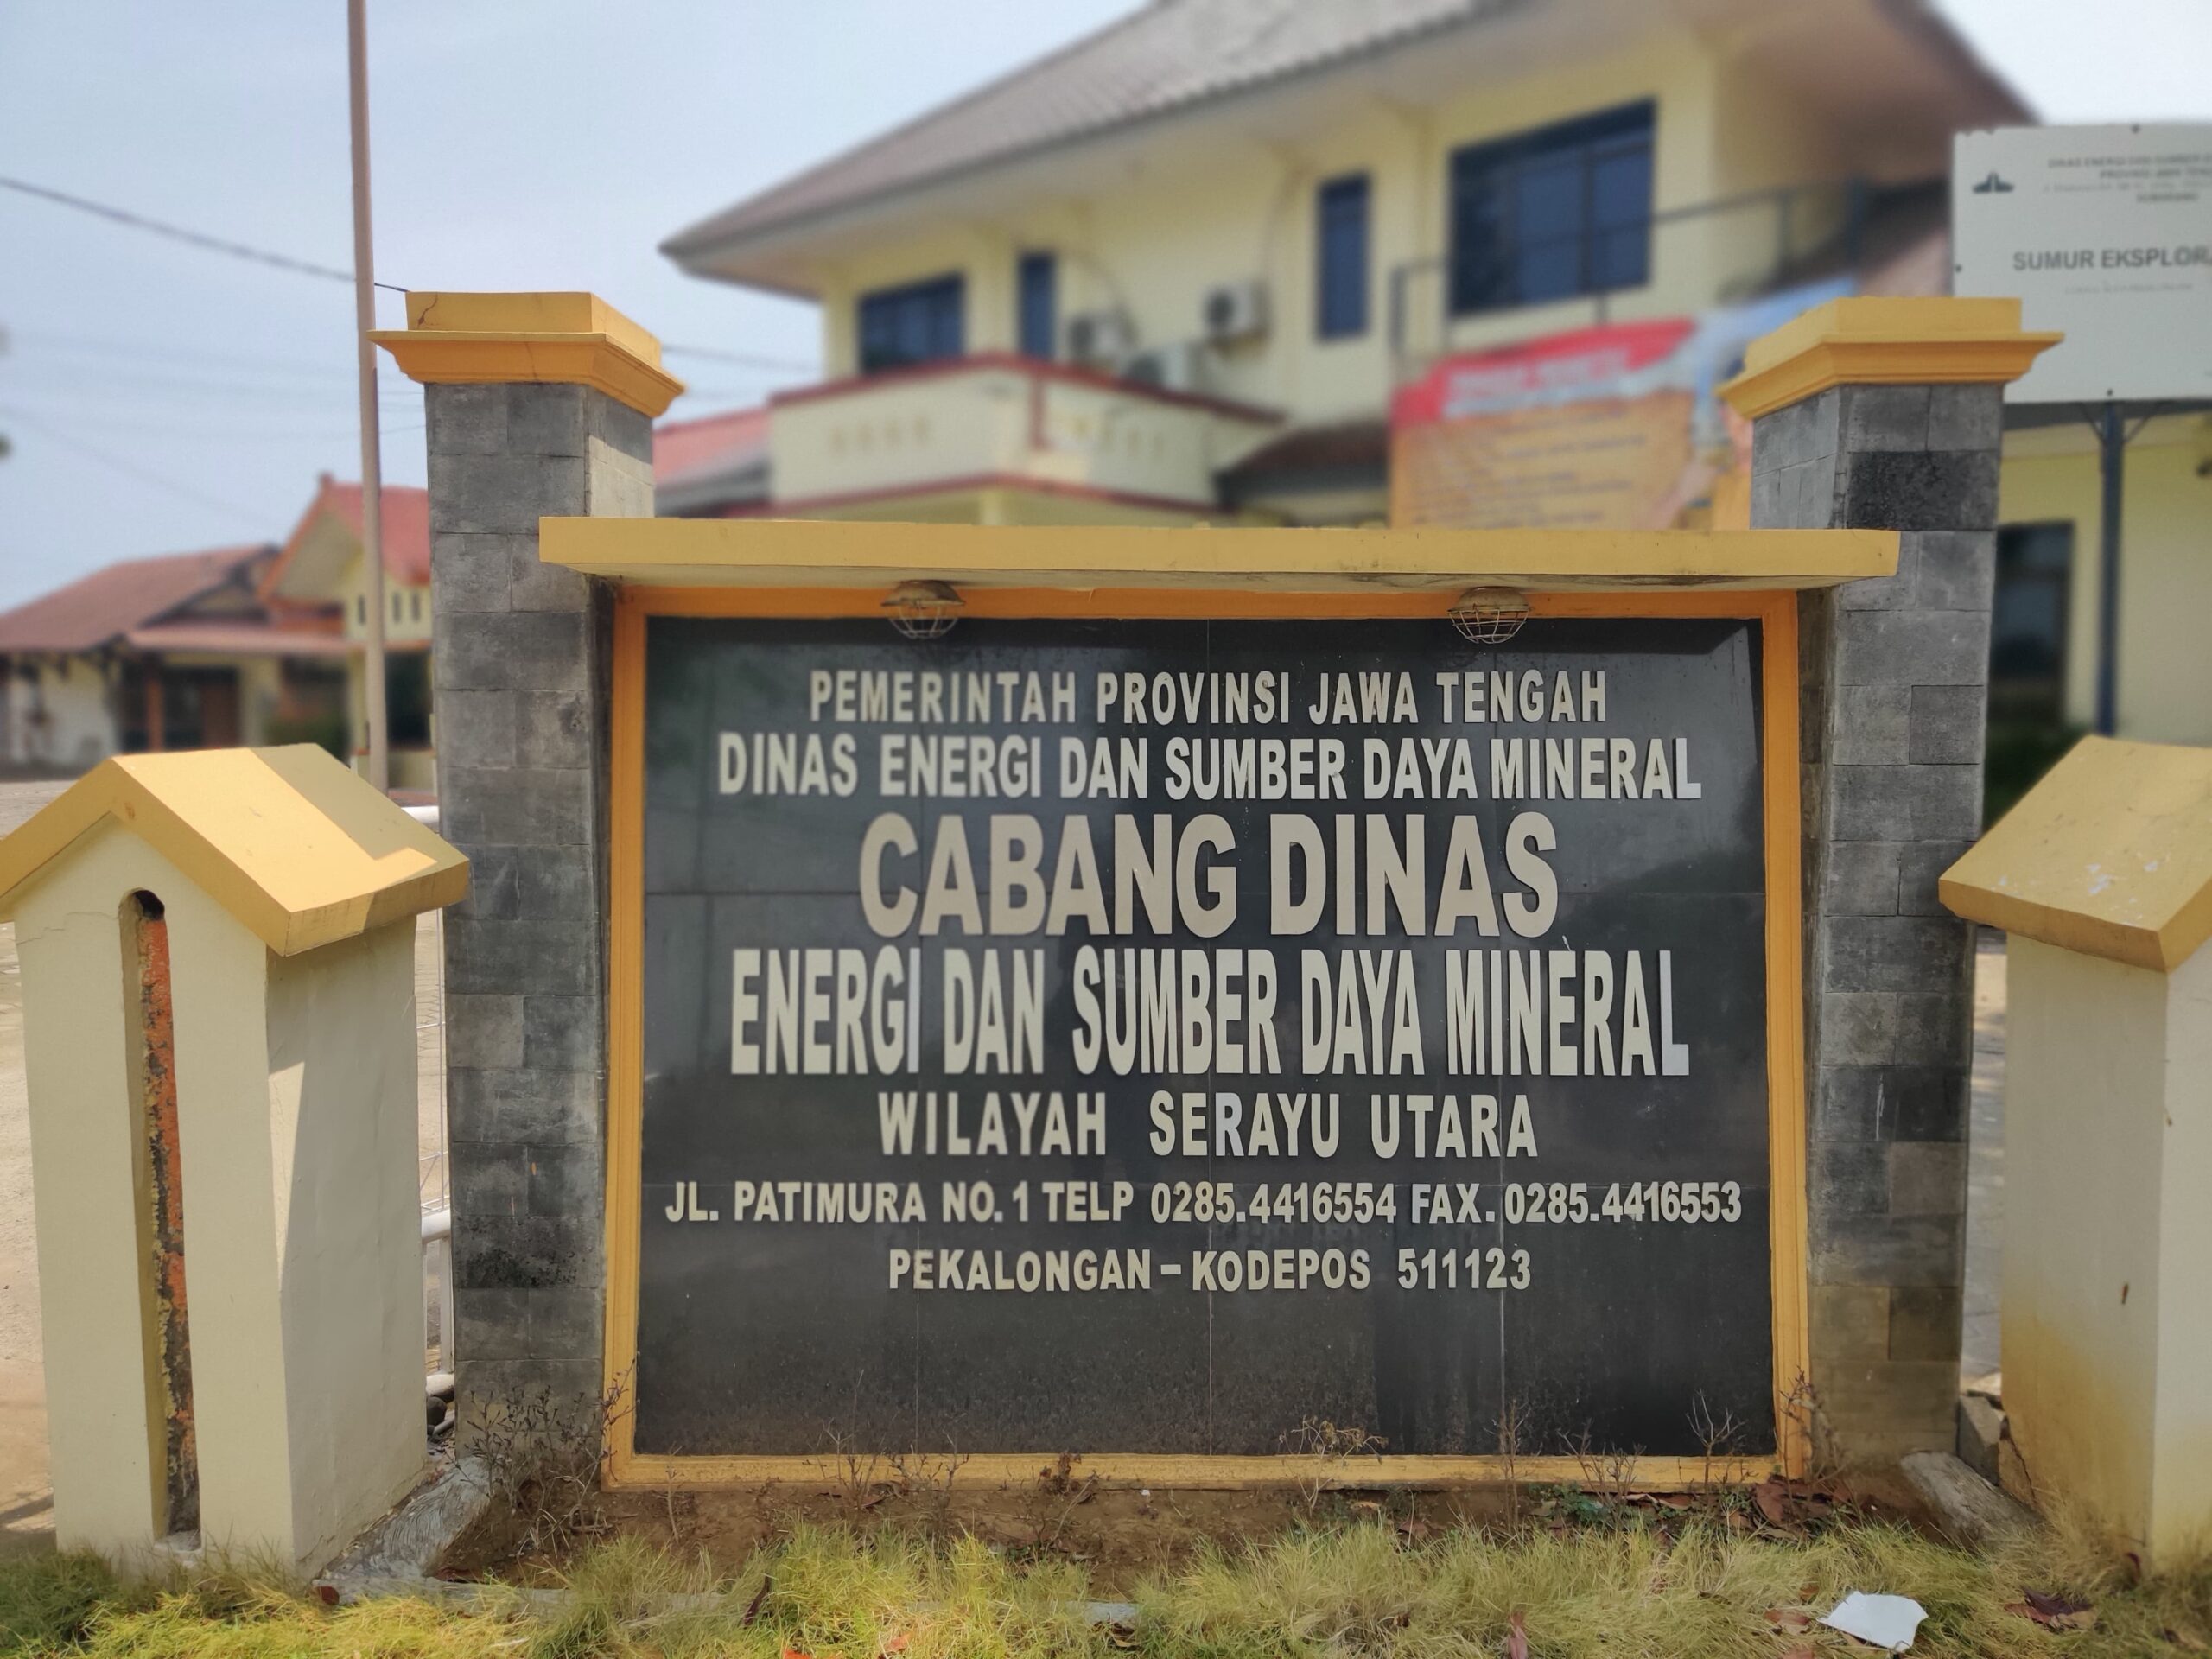 PEMERINTAH PROVINSI JAWA TENGAH
DINAS ENERGI DAN SUMBER DAYA MINERAL
CABANG DINAS
ENERGI DAN SUMBER DAYA MINERAL
WILAYAH SERAYU UTARA
JL. PATIMURA NO. 1 TELP 0285.4416554 FAX. 0285.4416553
PEKALONGAN - KODEPOS 511123
SUMUR